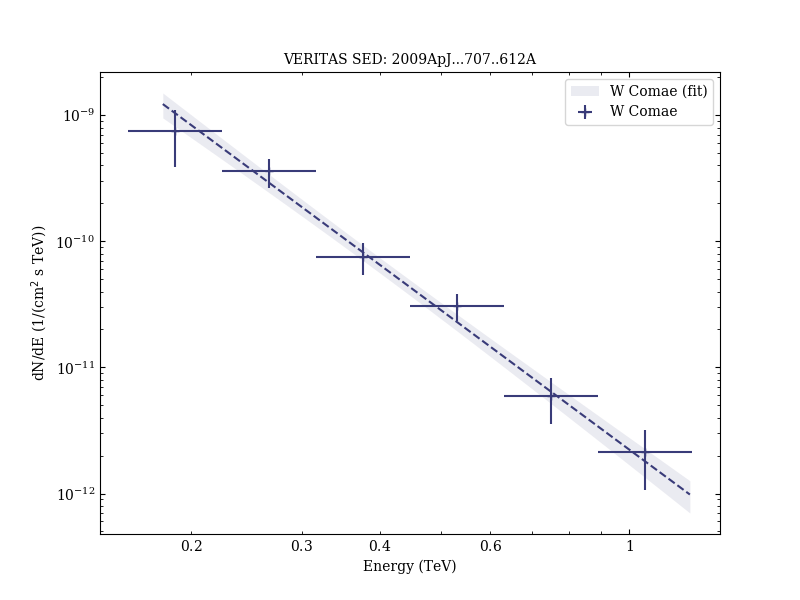 VERITAS SED: 2009ApJ...707..612A
W Comae (fit)
W Comae
dN/dE (1/(cm² s TeV))
10⁻⁹
10⁻¹⁰
10⁻¹¹
10⁻¹²
0.2 0.3 0.4 0.6 1
Energy (TeV)